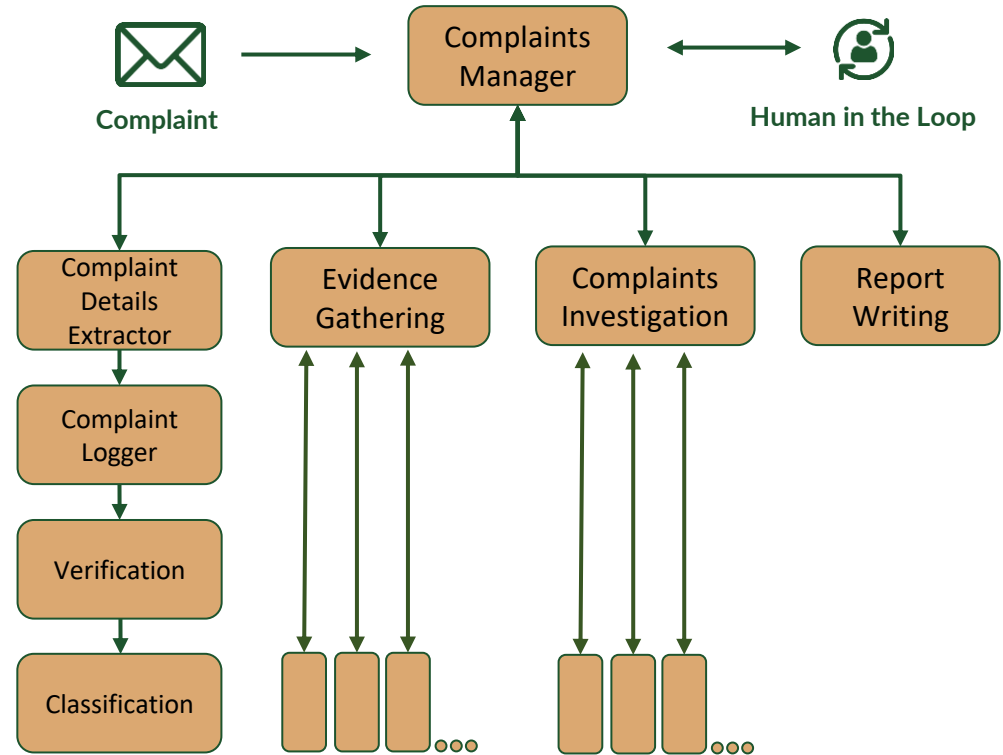 Complaints
Manager
Complaint
Human in the Loop
Complaint
Details
Extractor
Evidence
Gathering
Complaints
Investigation
Report
Writing
Complaint
Logger
Verification
Classification